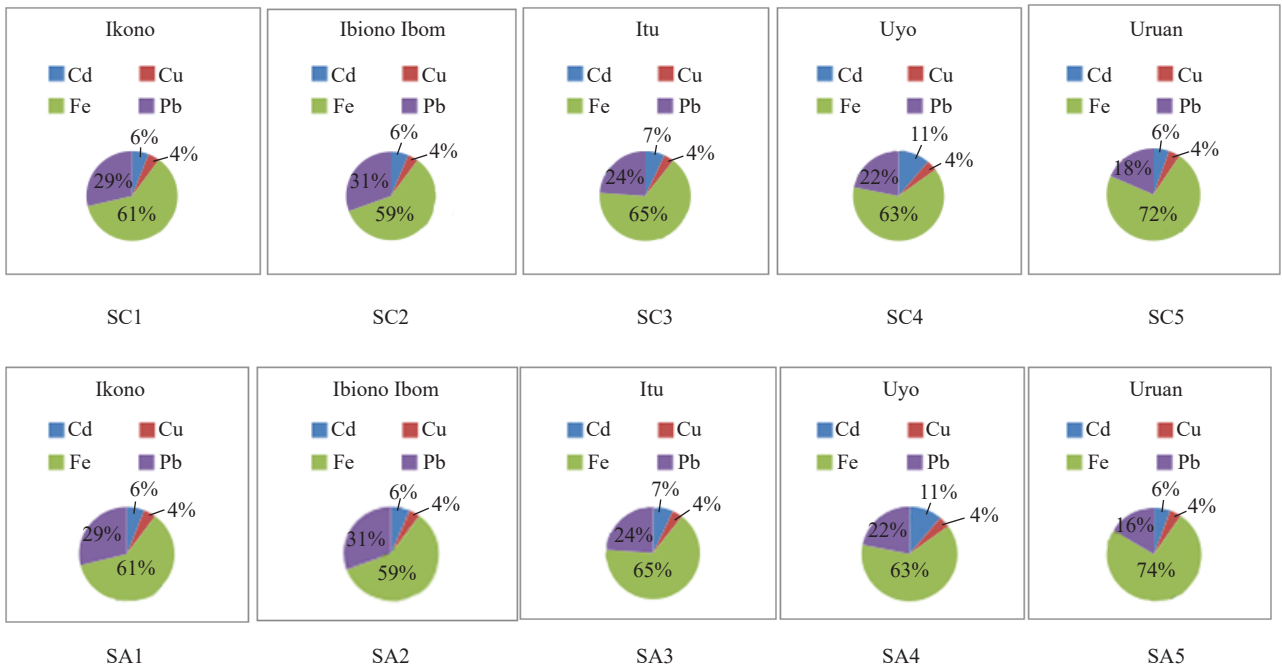 Ikono
Cd Cu
Fe Pb
6%
4%
29%
61%
SC1
Ibiono Ibom
Cd Cu
Fe Pb
6%
4%
31%
59%
SC2
Itu
Cd Cu
Fe Pb
7%
4%
24%
65%
SC3
Uyo
Cd Cu
Fe Pb
11%
4%
22%
63%
SC4
Uruan
Cd Cu
Fe Pb
6%
4%
18%
72%
SC5
Ikono
Cd Cu
Fe Pb
6%
4%
29%
61%
SA1
Ibiono Ibom
Cd Cu
Fe Pb
6%
4%
31%
59%
SA2
Itu
Cd Cu
Fe Pb
7%
4%
24%
65%
SA3
Uyo
Cd Cu
Fe Pb
11%
4%
22%
63%
SA4
Uruan
Cd Cu
Fe Pb
6%
4%
16%
74%
SA5